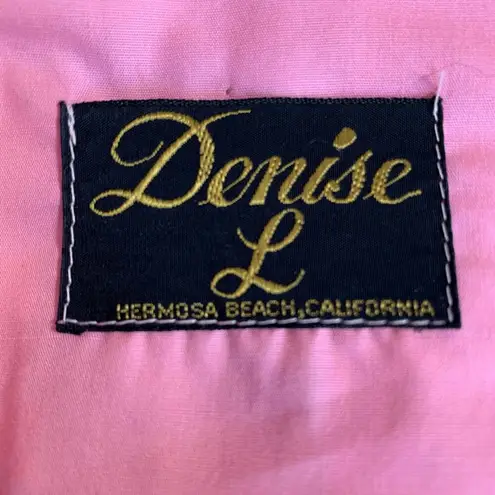 Denise
L
HERMOSA BEACH, CALIFORNIA